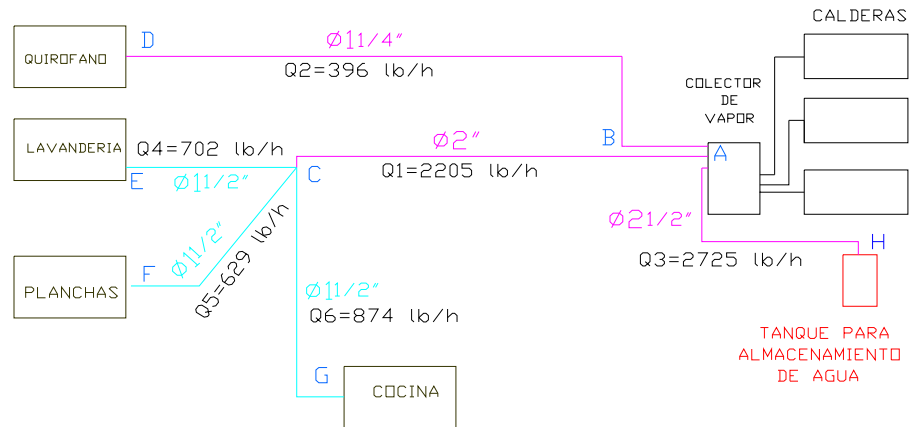 CALDERAS
D
Ø11/4"
QUIROFANO
Q2=396 lb/h
COLECTOR
DE
VAPOR
LAVANDERIA
Q4=702 lb/h
Ø2"
B
A
E
Ø11/2"
C
Q1=2205 lb/h
Ø11/2"
Q5=629 lb/h
Ø21/2"
H
Q3=2725 lb/h
F
PLANCHAS
Ø11/2"
Q6=874 lb/h
TANQUE PARA
ALMACENAMIENTO
DE AGUA
G
COCINA